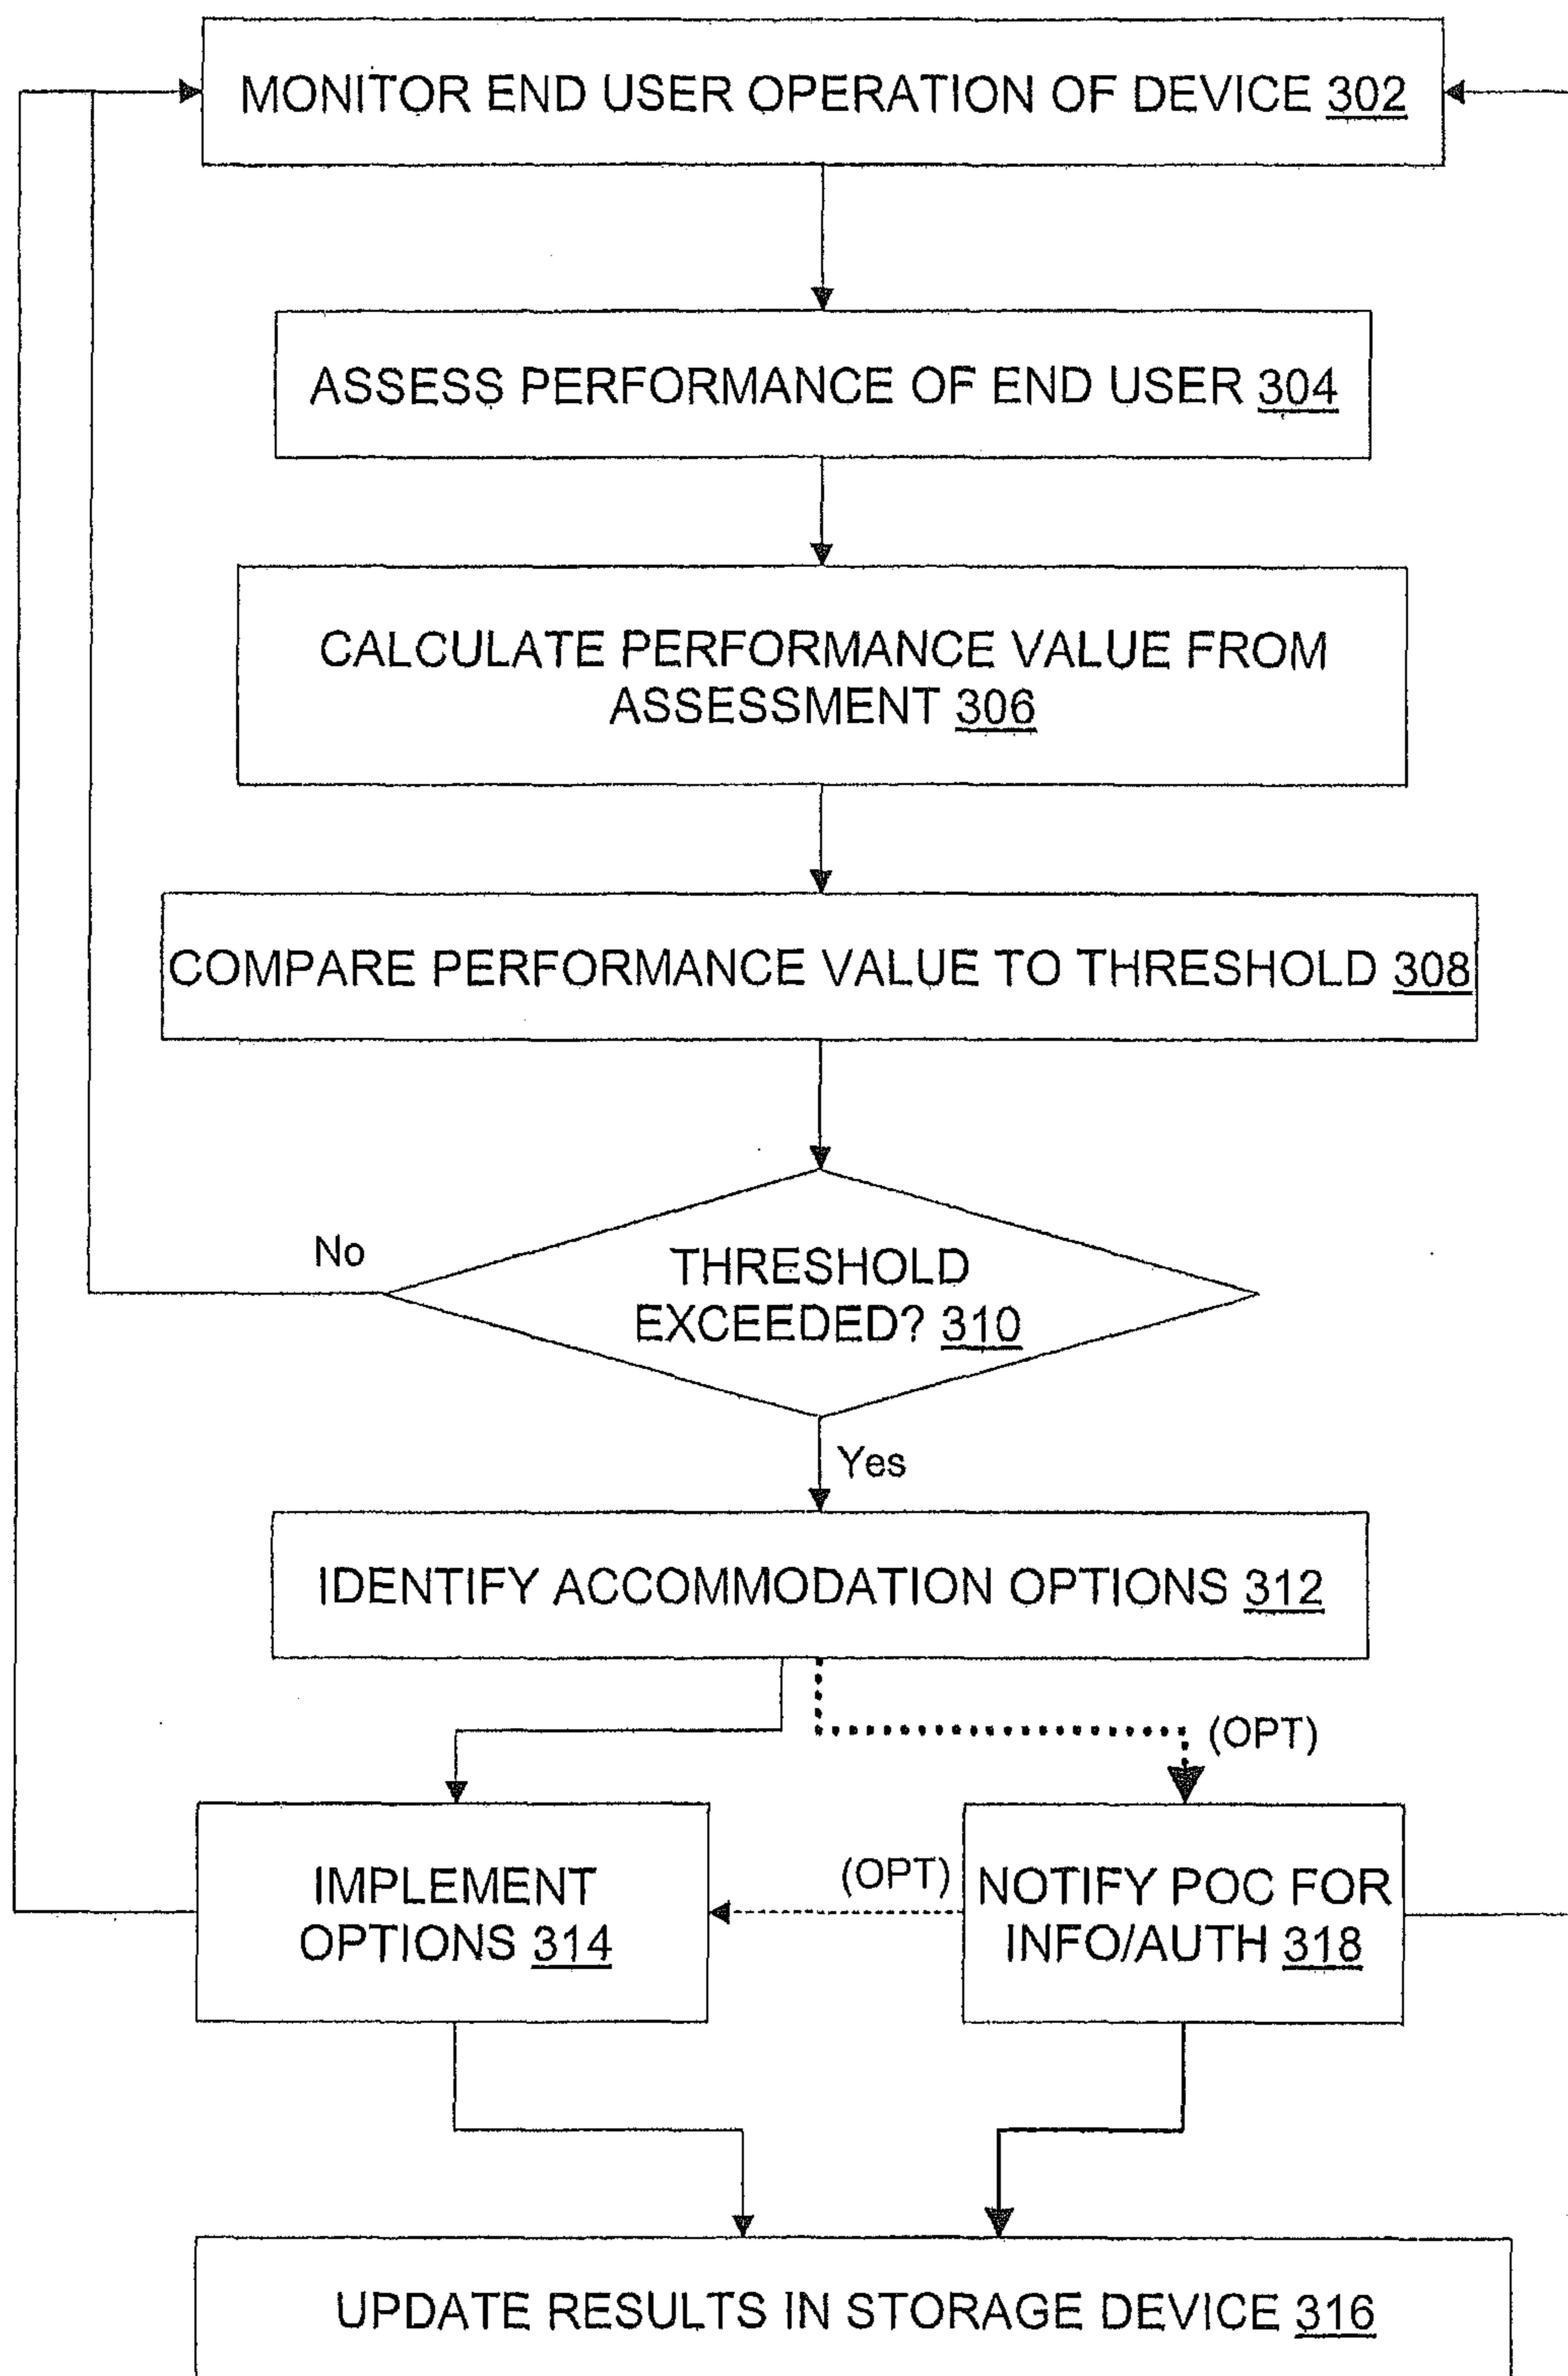 MONITOR END USER OPERATION OF DEVICE 302
ASSESS PERFORMANCE OF END USER 304
CALCULATE PERFORMANCE VALUE FROM
ASSESSMENT 306
COMPARE PERFORMANCE VALUE TO THRESHOLD 308
No
THRESHOLD
EXCEEDED? 310
Yes
IDENTIFY ACCOMMODATION OPTIONS 312
(OPT)
IMPLEMENT
OPTIONS 314
(OPT)
NOTIFY POC FOR
INFO/AUTH 318
UPDATE RESULTS IN STORAGE DEVICE 316